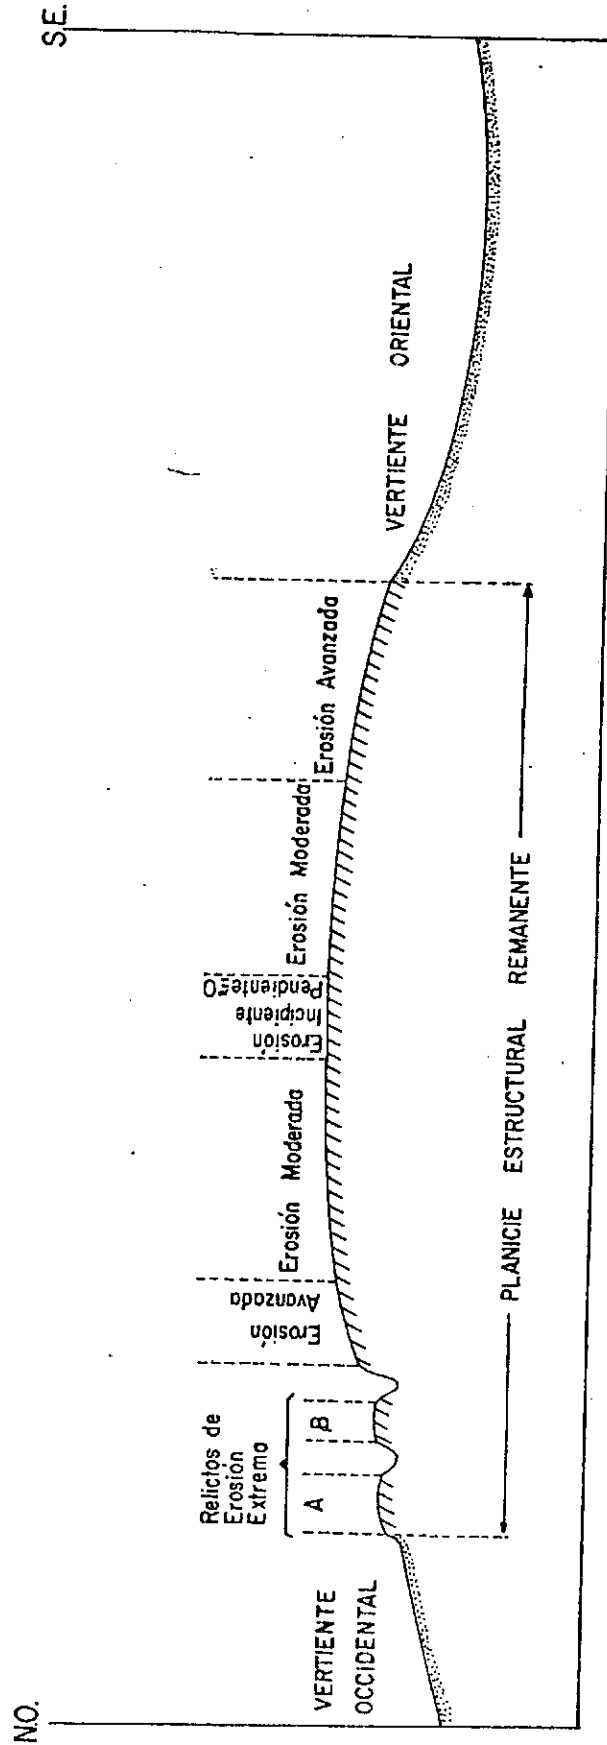 N.O.
S.E.
Relictos de
Erosión
Extrema
A
B
Erosión
Avanzada
Erosión Moderada
Erosión
Incipiente
Pendiente≈O
Erosión Moderada
Erosión Avanzada
VERTIENTE
OCCIDENTAL
VERTIENTE ORIENTAL
PLANICIE ESTRUCTURAL REMANENTE